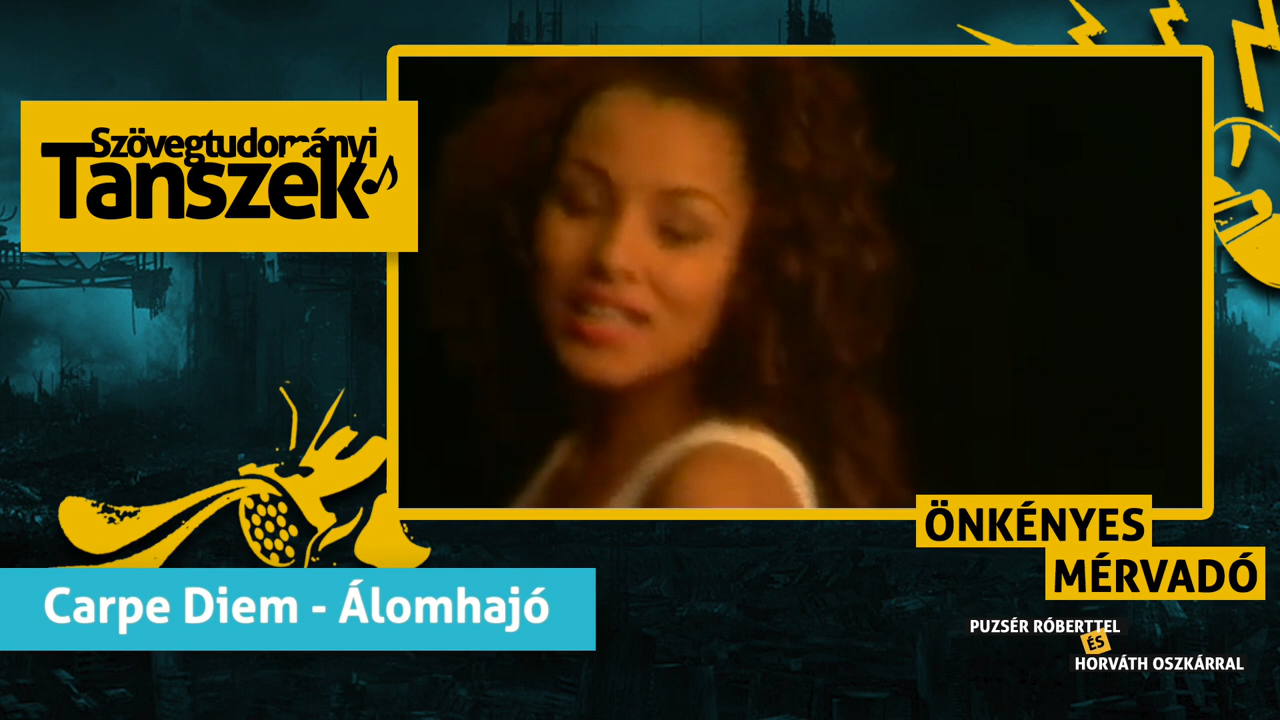 Szövegtudományi
Tanszék
Carpe Diem - Álomhajó
ÖNKÉNYES
MÉRVADÓ
PUZSÉR RÓBERTTEL
ÉS
HORVÁTH OSZKÁRRAL